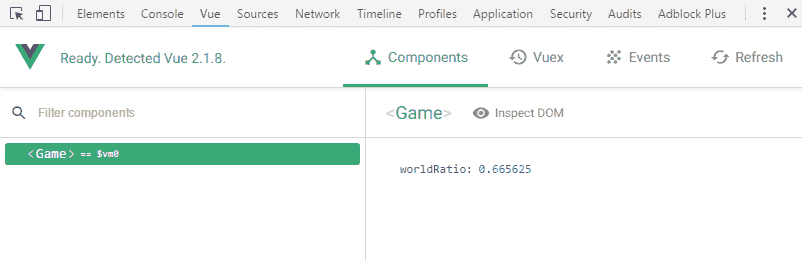 Elements Console Vue Sources Network Timeline Profiles Application Security Audits Adblock Plus
Ready. Detected Vue 2.1.8.
Components Vuex Events Refresh
Filter components
<Game> Inspect DOM
<Game> == $vm0
worldRatio: 0.665625